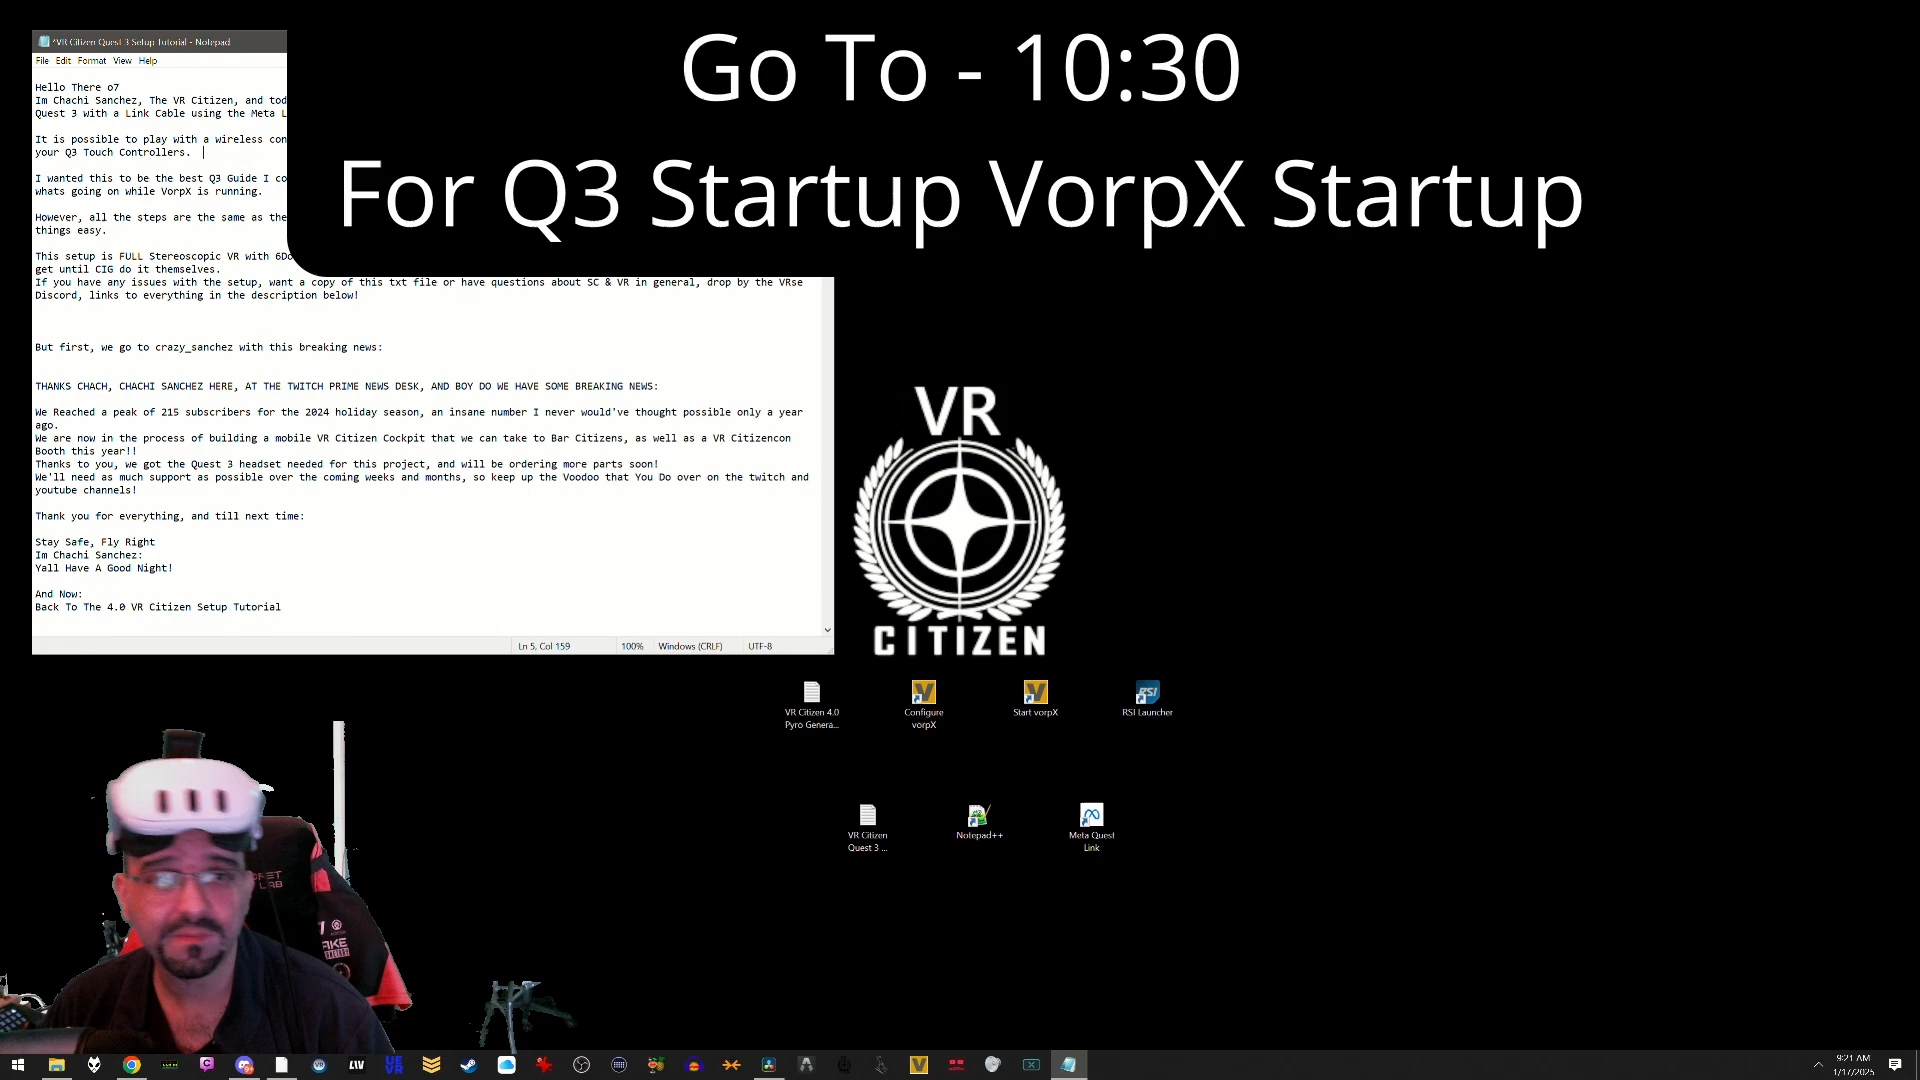 Go To - 10:30
For Q3 Startup VorpX Startup
*VR Citizen Quest 3 Setup Tutorial - Notepad
File Edit Format View Help
Hello There o7
Im Chachi Sanchez, The VR Citizen, and tod
Quest 3 with a Link Cable using the Meta L
It is possible to play with a wireless con
your Q3 Touch Controllers.
I wanted this to be the best Q3 Guide I co
whats going on while VorpX is running.
However, all the steps are the same as the
things easy.
This setup is FULL Stereoscopic VR with 6Do
get until CIG do it themselves.
If you have any issues with the setup, want a copy of this txt file or have questions about SC & VR in general, drop by the VRse
Discord, links to everything in the description below!
But first, we go to crazy_sanchez with this breaking news:
THANKS CHACH, CHACHI SANCHEZ HERE, AT THE TWITCH PRIME NEWS DESK, AND BOY DO WE HAVE SOME BREAKING NEWS:
We Reached a peak of 215 subscribers for the 2024 holiday season, an insane number I never would've thought possible only a year
ago.
We are now in the process of building a mobile VR Citizen Cockpit that we can take to Bar Citizens, as well as a VR Citizencon
Booth this year!!
Thanks to you, we got the Quest 3 headset needed for this project, and will be ordering more parts soon!
We'll need as much support as possible over the coming weeks and months, so keep up the Voodoo that You Do over on the twitch and
youtube channels!
Thank you for everything, and till next time:
Stay Safe, Fly Right
Im Chachi Sanchez:
Yall Have A Good Night!
And Now:
Back To The 4.0 VR Citizen Setup Tutorial
Ln 5, Col 159 100% Windows (CRLF) UTF-8
VR
CITIZEN
VR Citizen 4.0
Pyro Genera...
Configure
vorpX
Start vorpX
RSI
RSI Launcher
VR Citizen
Quest 3 ...
Notepad++
Meta Quest
Link
LIV
UE
VR
9:21 AM
1/17/2025